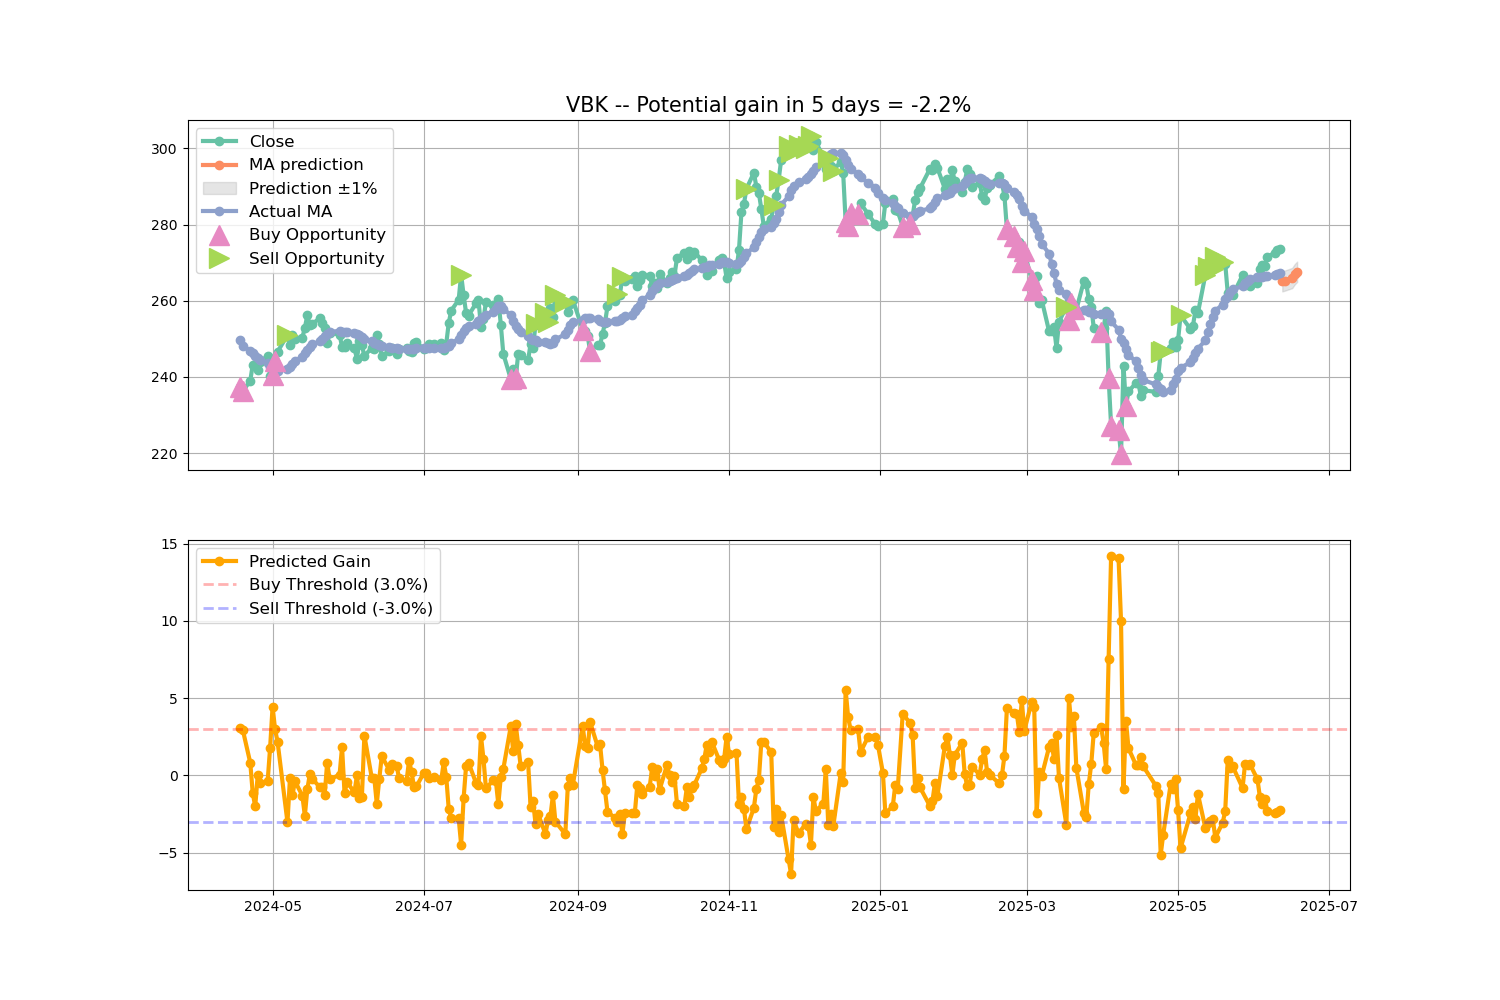 VBK -- Potential gain in 5 days = -2.2%
300
280
260
240
220
Close
MA prediction
Prediction ±1%
Actual MA
Buy Opportunity
Sell Opportunity
15
10
5
0
−5
Predicted Gain
Buy Threshold (3.0%)
Sell Threshold (-3.0%)
2024-05
2024-07
2024-09
2024-11
2025-01
2025-03
2025-05
2025-07